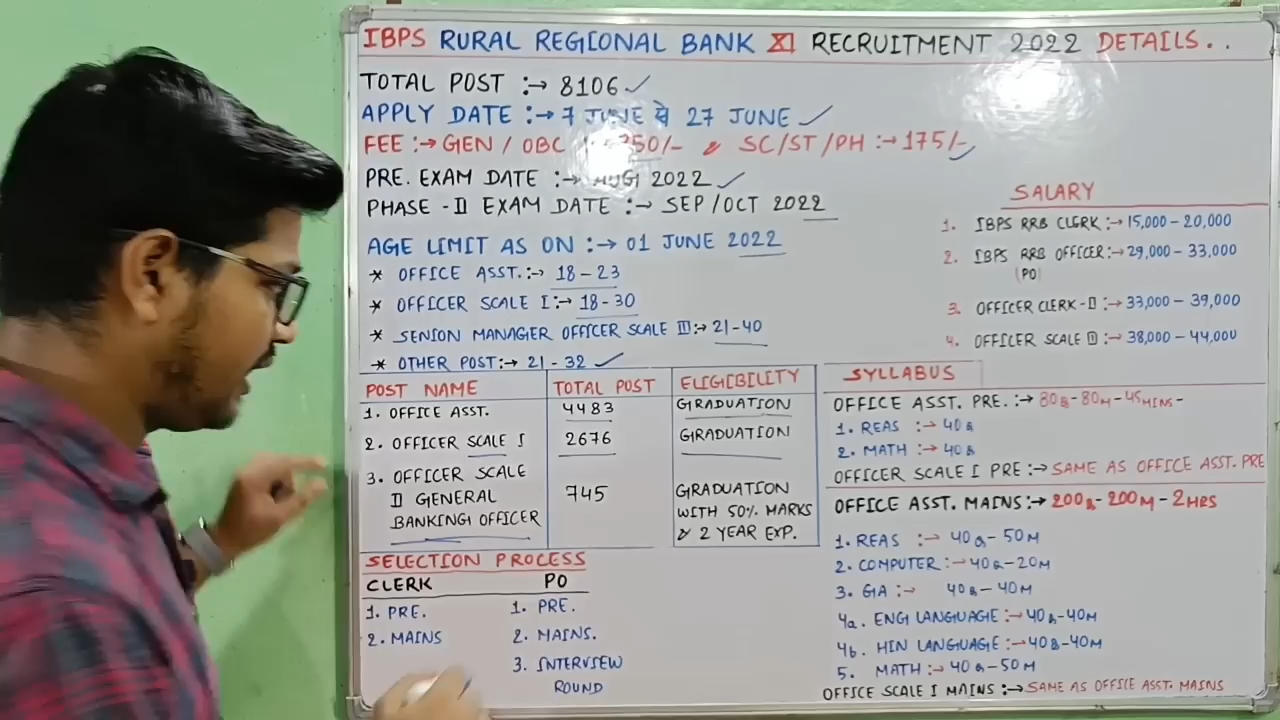 IBPS RURAL REGIONAL BANK XI RECRUITMENT 2022 DETAILS..
TOTAL POST :→ 8106 ✓
APPLY DATE :→ 7 JUNE से 27 JUNE ✓
FEE :→ GEN / OBC 850/- & SC/ST/PH :→ 175/-
PRE. EXAM DATE :→ AUG 2022 ✓
PHASE - II EXAM DATE :→ SEP/OCT 2022
AGE LIMIT AS ON :→ 01 JUNE 2022
* OFFICE ASST. :→ 18 - 23
* OFFICER SCALE I :→ 18 - 30
* SENION MANAGER OFFICER SCALE III :→ 21 - 40
* OTHER POST :→ 21 - 32 ✓
SALARY
1. IBPS RRB CLERK :→ 15,000 - 20,000
2. IBPS RRB OFFICER :→ 29,000 - 33,000
(PO)
3. OFFICER CLERK - II :→ 33,000 - 39,000
4. OFFICER SCALE III :→ 38,000 - 44,000
POST NAME TOTAL POST ELIGIBILITY
1. OFFICE ASST. 4483 GRADUATION
2. OFFICER SCALE I 2676 GRADUATION
3. OFFICER SCALE
II GENERAL 745 GRADUATION
BANKING OFFICER WITH 50% MARKS
& 2 YEAR EXP.
SELECTION PROCESS
CLERK PO
1. PRE. 1. PRE.
2. MAINS 2. MAINS.
3. INTERVIEW
ROUND
SYLLABUS
OFFICE ASST. PRE. :→ 80Q - 80M - 45MINS -
1. REAS :→ 40Q
2. MATH :→ 40Q
OFFICER SCALE I PRE :→ SAME AS OFFICE ASST. PRE
OFFICE ASST. MAINS :→ 200Q - 200M - 2HRS
1. REAS :→ 40Q - 50M
2. COMPUTER :→ 40Q - 20M
3. GA :→ 40Q - 40M
4a. ENG LANGUAGE :→ 40Q - 40M
4b. HIN LANGUAGE :→ 40Q - 40M
5. MATH :→ 40Q - 50M
OFFICE SCALE I MAINS :→ SAME AS OFFICE ASST. MAINS